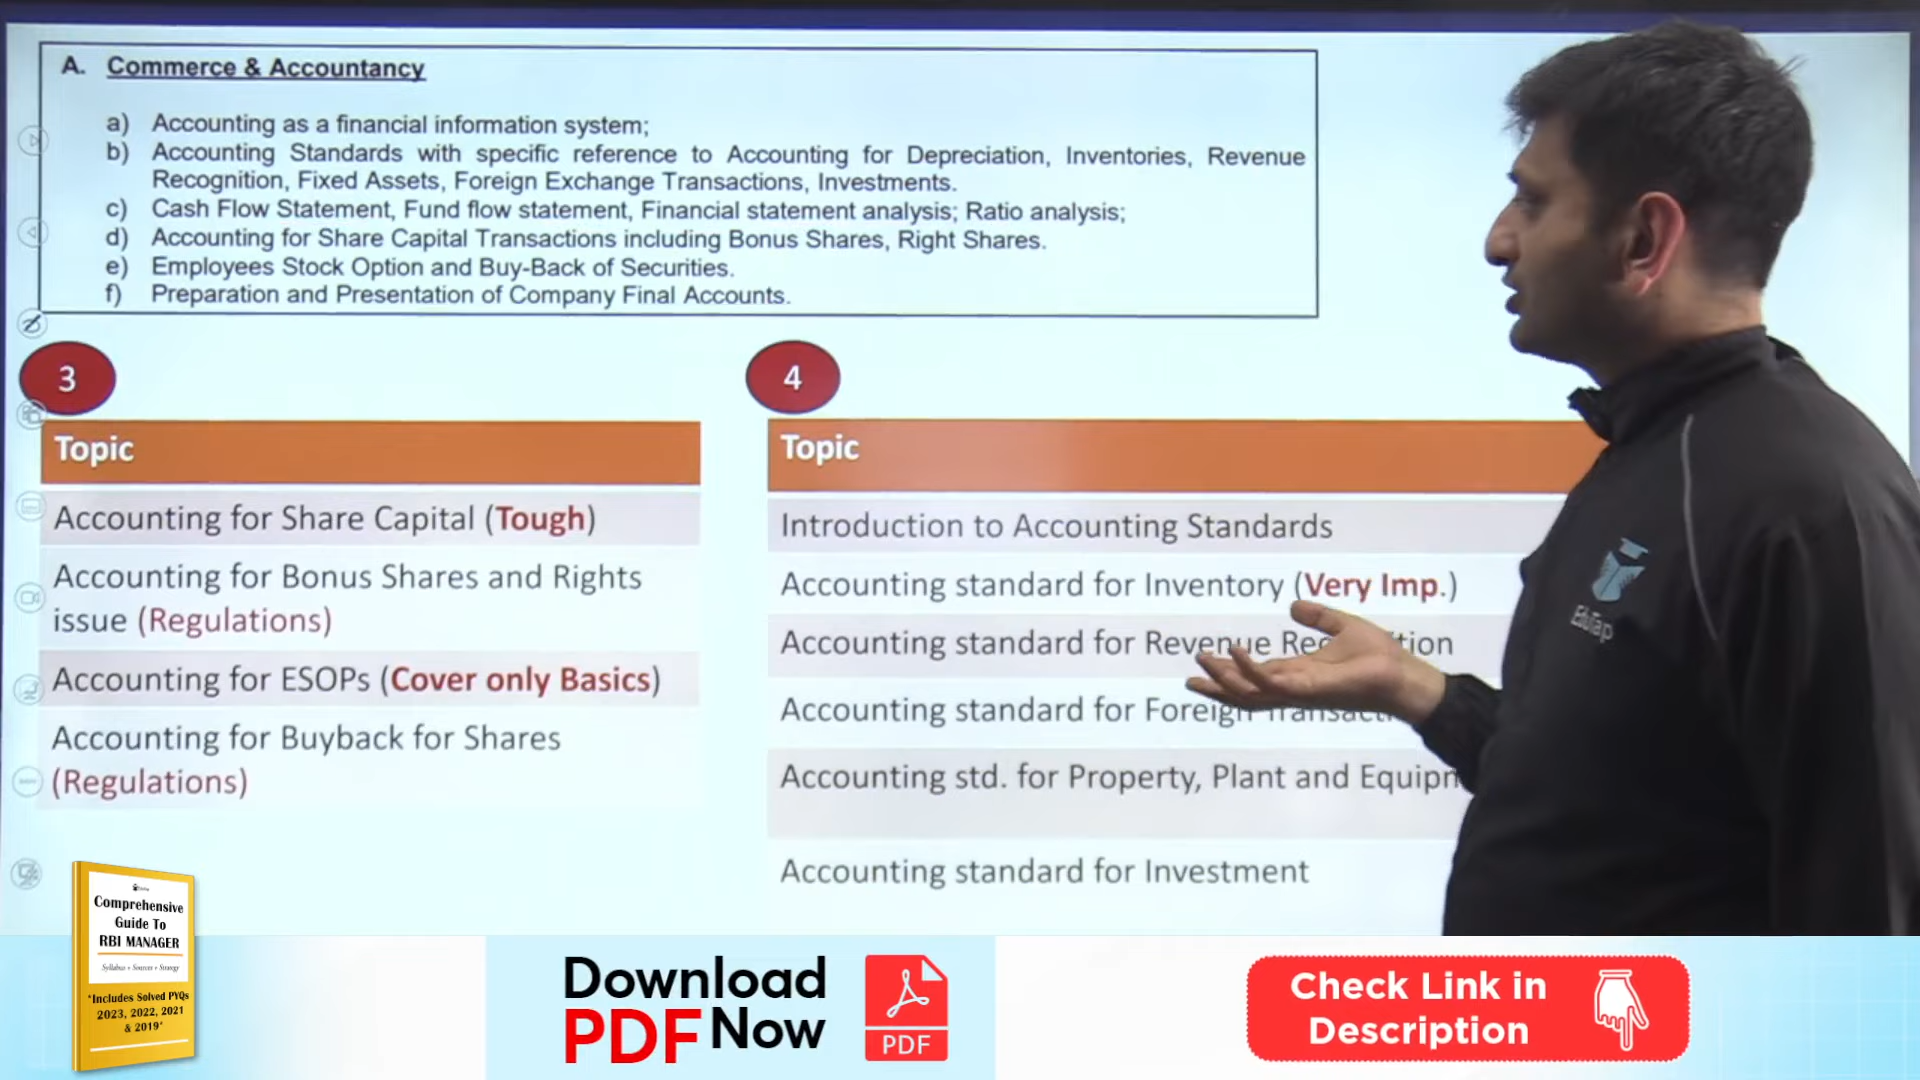 A. Commerce & Accountancy
a) Accounting as a financial information system;
b) Accounting Standards with specific reference to Accounting for Depreciation, Inventories, Revenue
Recognition, Fixed Assets, Foreign Exchange Transactions, Investments.
c) Cash Flow Statement, Fund flow statement, Financial statement analysis; Ratio analysis;
d) Accounting for Share Capital Transactions including Bonus Shares, Right Shares.
e) Employees Stock Option and Buy-Back of Securities.
f) Preparation and Presentation of Company Final Accounts.
3
Topic
Accounting for Share Capital (Tough)
Accounting for Bonus Shares and Rights
issue (Regulations)
Accounting for ESOPs (Cover only Basics)
Accounting for Buyback for Shares
(Regulations)
4
Topic
Introduction to Accounting Standards
Accounting standard for Inventory (Very Imp.)
Accounting standard for Revenue
Accounting standard for Foreign
Accounting std. for Property, Plant and
Accounting standard for Investment
EduTap
Comprehensive
Guide To
RBI MANAGER
Syllabus + Sources + Strategy
*Includes Solved PYQs
2023, 2022, 2021
& 2019*
Download
PDF Now
PDF
Check Link in
Description